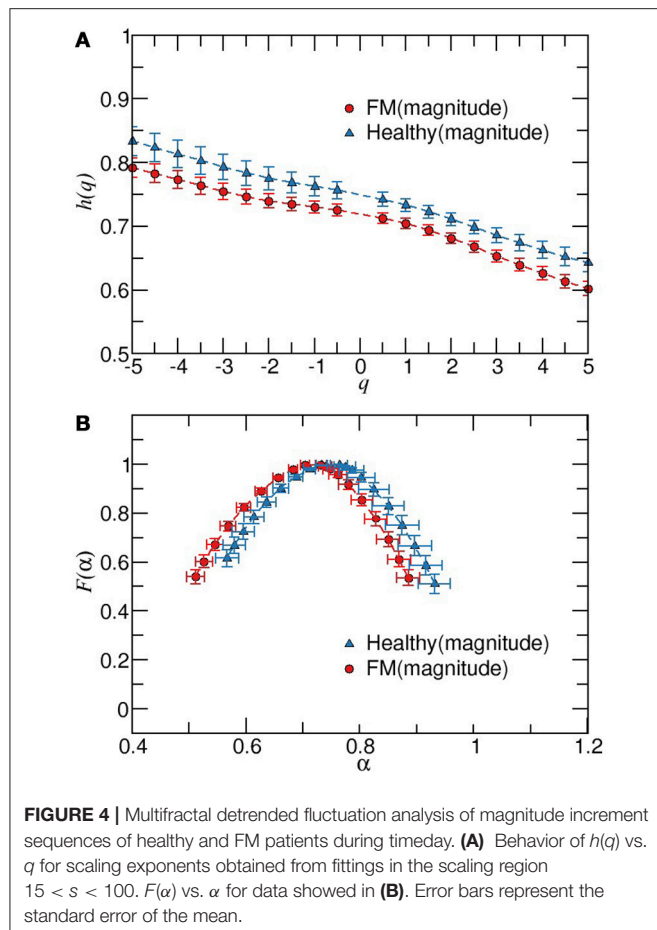 A
1
0.9
0.8
0.7
0.6
0.5
h(q)
FM(magnitude)
Healthy(magnitude)
-5 -4 -3 -2 -1 0 1 2 3 4 5
q
B
1
0.8
0.6
0.4
0.2
0
F(α)
Healthy(magnitude)
FM(magnitude)
0.4 0.6 0.8 1 1.2
α
FIGURE 4 | Multifractal detrended fluctuation analysis of magnitude increment
sequences of healthy and FM patients during timeday. (A) Behavior of h(q) vs.
q for scaling exponents obtained from fittings in the scaling region
15 < s < 100. F(α) vs. α for data showed in (B). Error bars represent the
standard error of the mean.